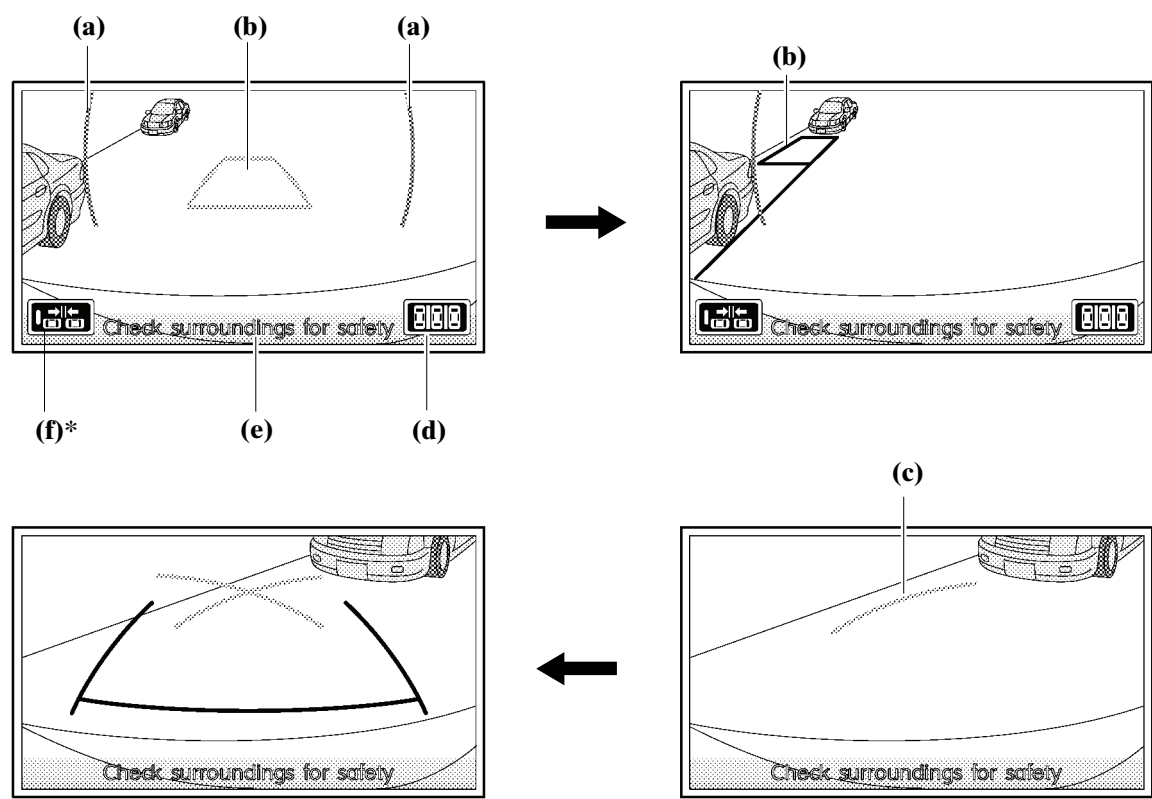 (a) (b) (a)
(b)
Check surroundings for safety
Check surroundings for safety
(f)* (e) (d)
(c)
Check surroundings for safety
Check surroundings for safety